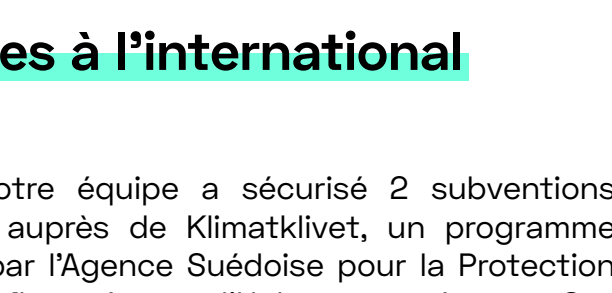 es à l'international
otre équipe a sécurisé 2 subventions
auprès de Klimatklivet, un programme
par l'Agence Suédoise pour la Protection